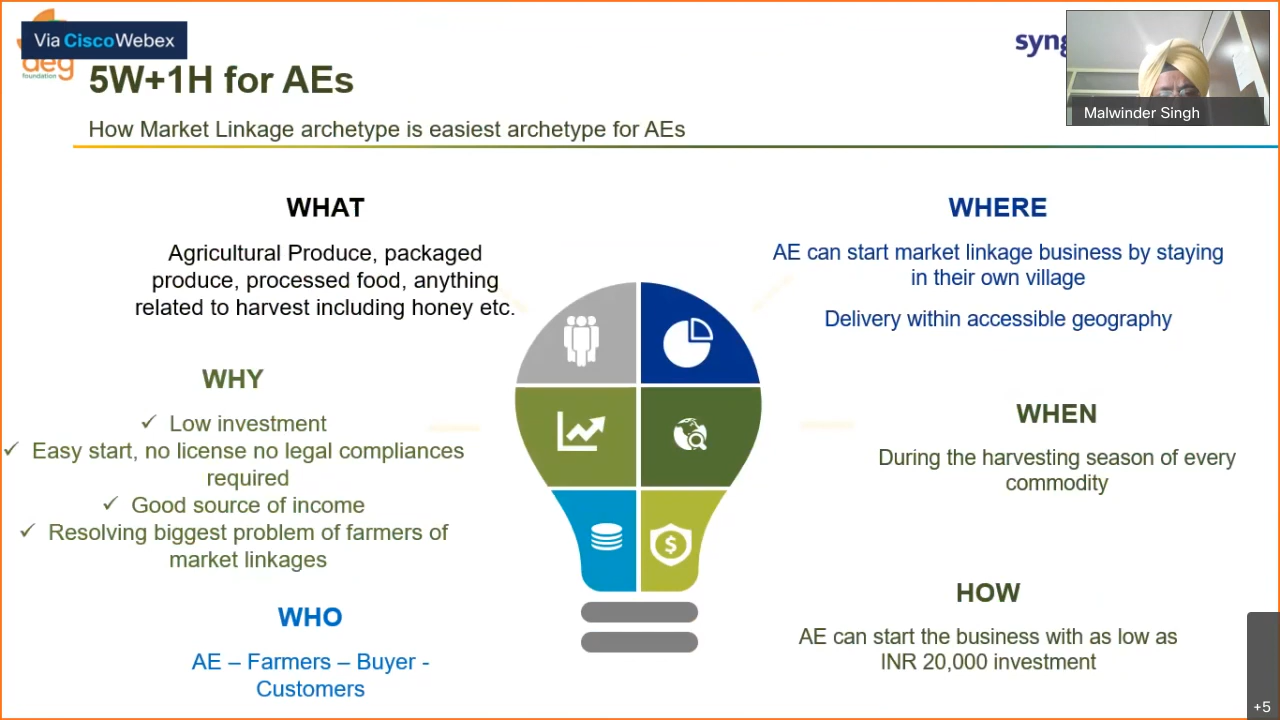 Via Cisco Webex
deg
foundation
syng
Malwinder Singh
5W+1H for AEs
How Market Linkage archetype is easiest archetype for AEs
WHAT
Agricultural Produce, packaged
produce, processed food, anything
related to harvest including honey etc.
WHY
✓ Low investment
✓ Easy start, no license no legal compliances
required
✓ Good source of income
✓ Resolving biggest problem of farmers of
market linkages
WHO
AE – Farmers – Buyer -
Customers
WHERE
AE can start market linkage business by staying
in their own village
Delivery within accessible geography
WHEN
During the harvesting season of every
commodity
HOW
AE can start the business with as low as
INR 20,000 investment
$
+5